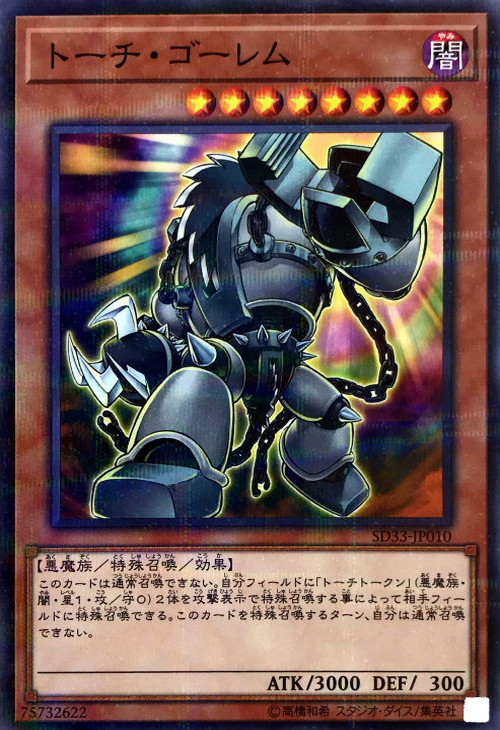 トーチ・ゴーレム
闇
SD33-JP010
【悪魔族/特殊召喚/効果】
このカードは通常召喚できない。自分フィールドに「トーチトークン」(悪魔族・
闇・星1・攻/守0)2体を攻撃表示で特殊召喚する事によって相手フィー
ルドに特殊召喚できる。このカードを特殊召喚するターン、自分は通常召喚
できない。
ATK/3000 DEF/ 300
75732622
©高橋和希 スタジオ・ダイス/集英社